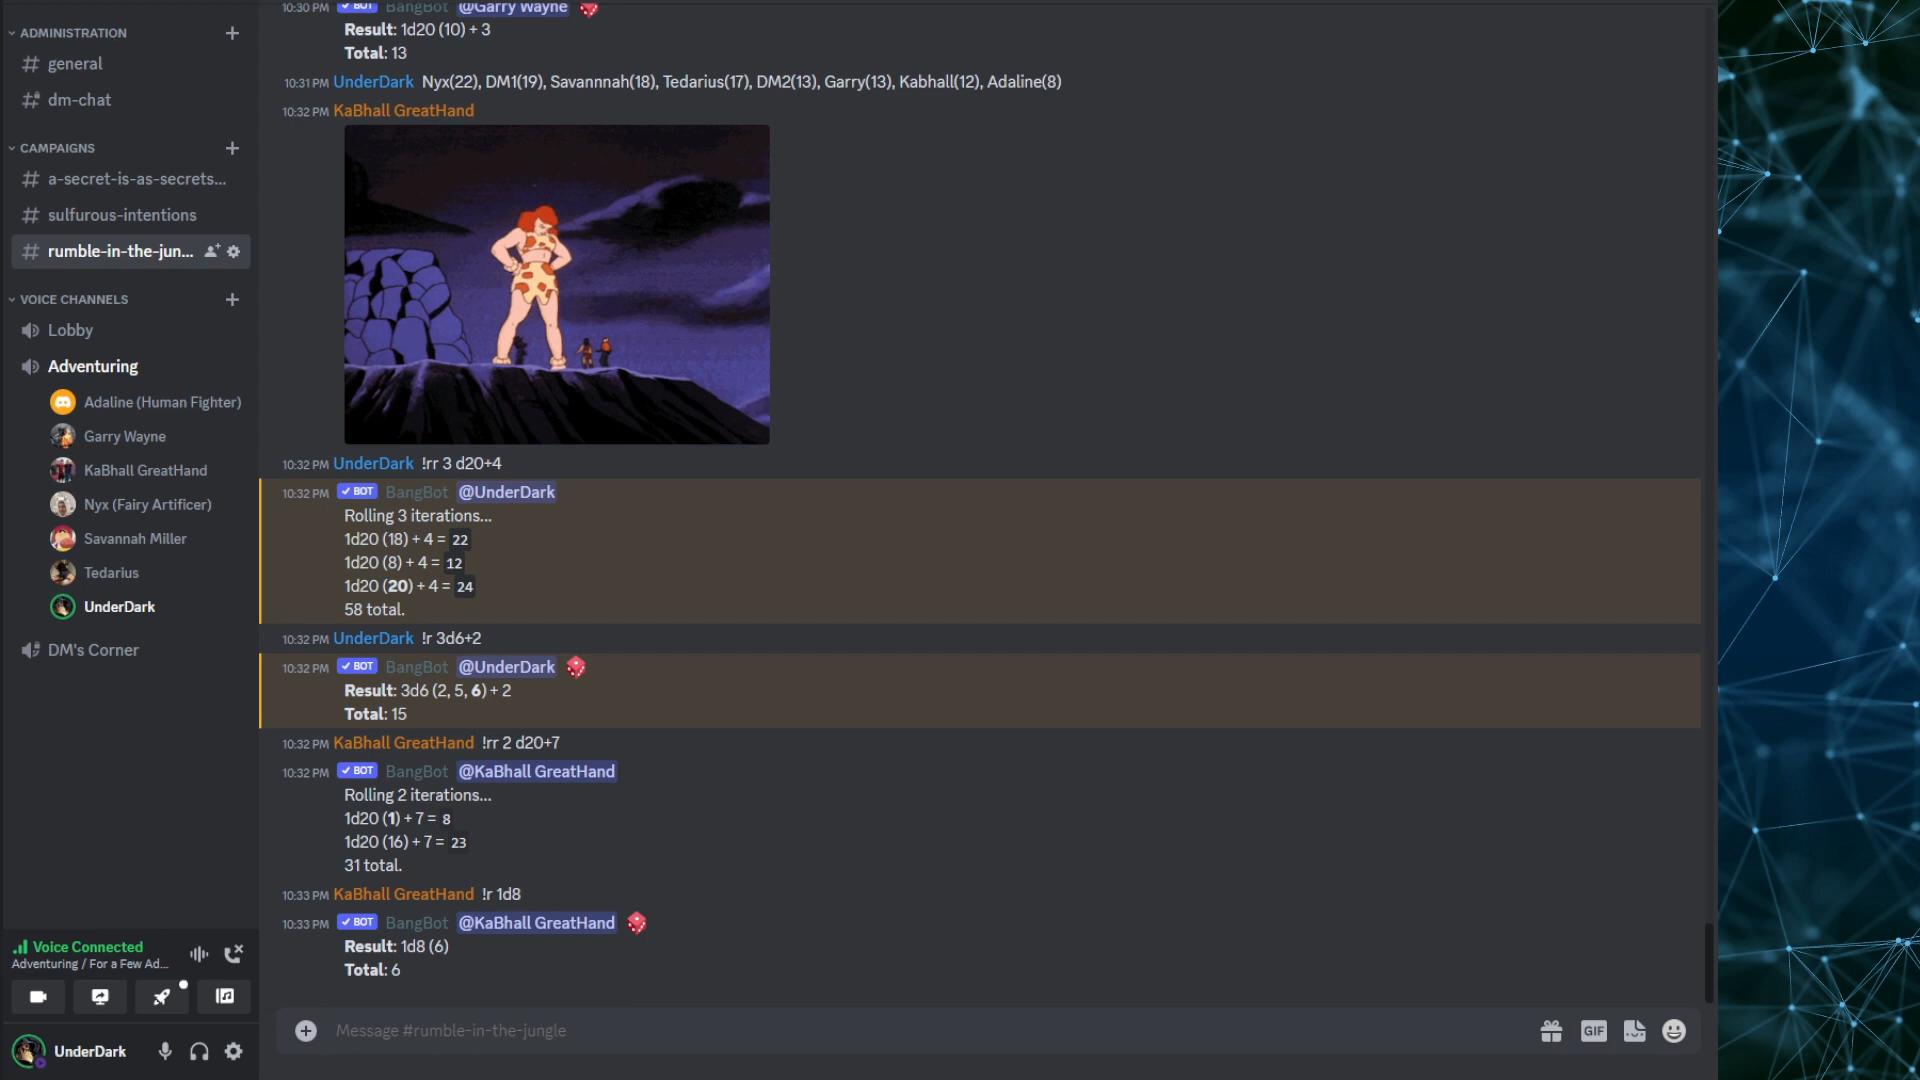 ADMINISTRATION
general
dm-chat
CAMPAIGNS
a-secret-is-as-secrets...
sulfurous-intentions
rumble-in-the-jun...
VOICE CHANNELS
Lobby
Adventuring
Adaline (Human Fighter)
Garry Wayne
KaBhall GreatHand
Nyx (Fairy Artificer)
Savannah Miller
Tedarius
UnderDark
DM's Corner
Voice Connected
Adventuring / For a Few Ad...
UnderDark
10:30 PM BOT BangBot @Garry Wayne
Result: 1d20 (10) + 3
Total: 13
10:31 PM UnderDark Nyx(22), DM1(19), Savannnah(18), Tedarius(17), DM2(13), Garry(13), Kabhall(12), Adaline(8)
10:32 PM KaBhall GreatHand
10:32 PM UnderDark !rr 3 d20+4
10:32 PM BOT BangBot @UnderDark
Rolling 3 iterations...
1d20 (18) + 4 = 22
1d20 (8) + 4 = 12
1d20 (20) + 4 = 24
58 total.
10:32 PM UnderDark !r 3d6+2
10:32 PM BOT BangBot @UnderDark
Result: 3d6 (2, 5, 6) + 2
Total: 15
10:32 PM KaBhall GreatHand !rr 2 d20+7
10:32 PM BOT BangBot @KaBhall GreatHand
Rolling 2 iterations...
1d20 (1) + 7 = 8
1d20 (16) + 7 = 23
31 total.
10:33 PM KaBhall GreatHand !r 1d8
10:33 PM BOT BangBot @KaBhall GreatHand
Result: 1d8 (6)
Total: 6
Message #rumble-in-the-jungle
GIF